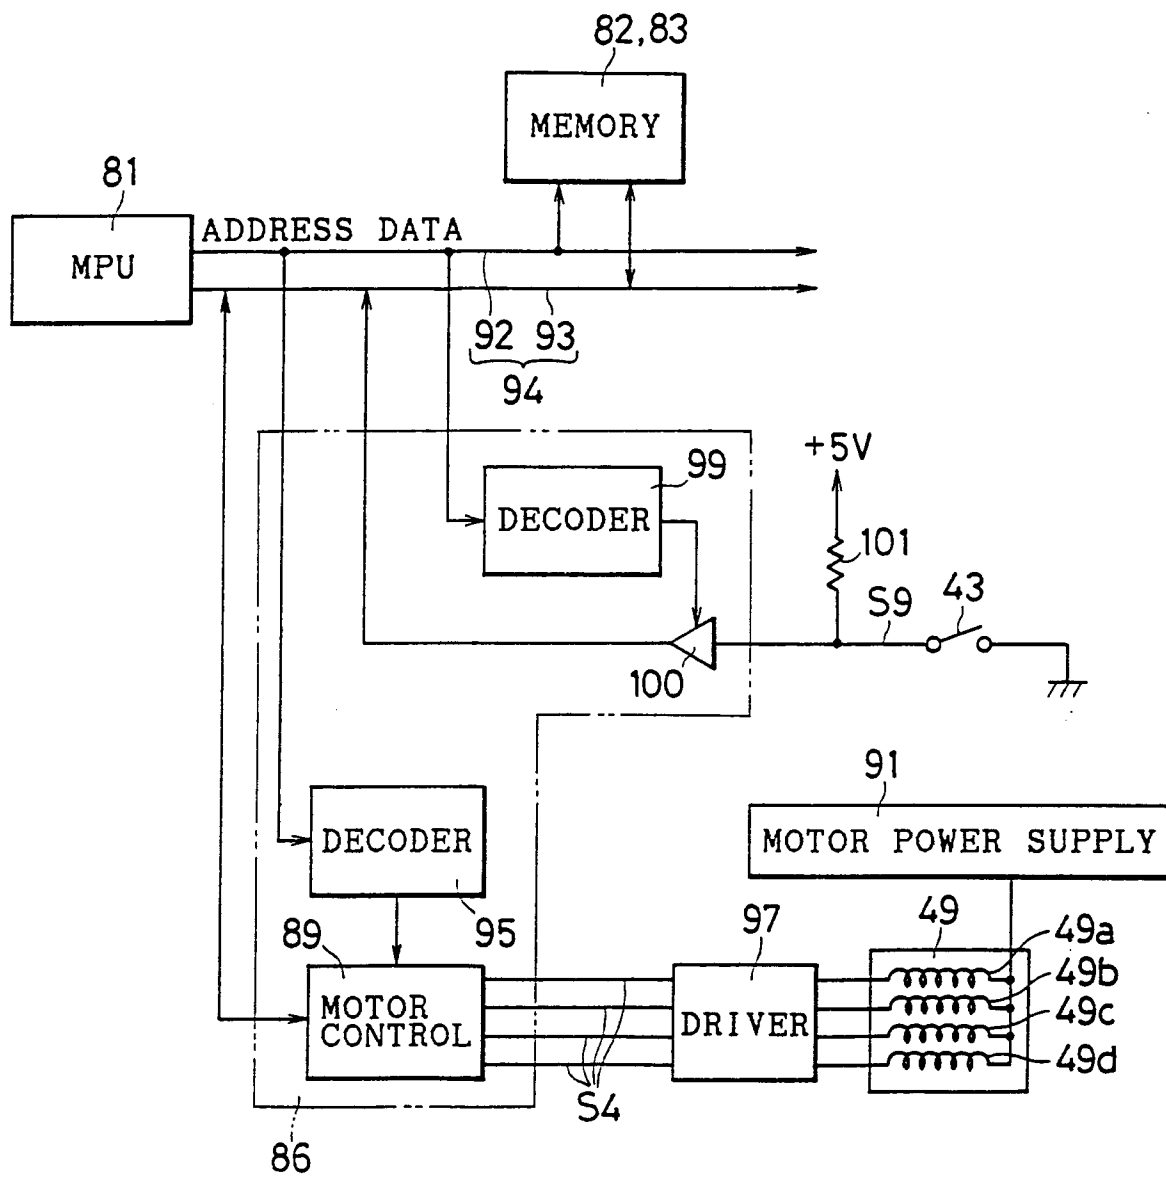 82,83
MEMORY
81
MPU
ADDRESS DATA
92 93
94
+5V
99
DECODER
101
S9
43
100
91
MOTOR POWER SUPPLY
DECODER
95
89
MOTOR
CONTROL
97
DRIVER
49
49a
49b
49c
49d
S4
86